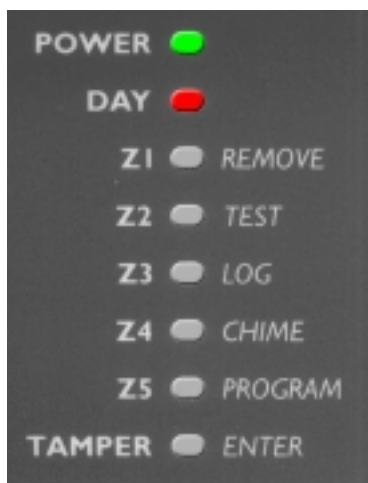 POWER
DAY
Z1 REMOVE
Z2 TEST
Z3 LOG
Z4 CHIME
Z5 PROGRAM
TAMPER ENTER